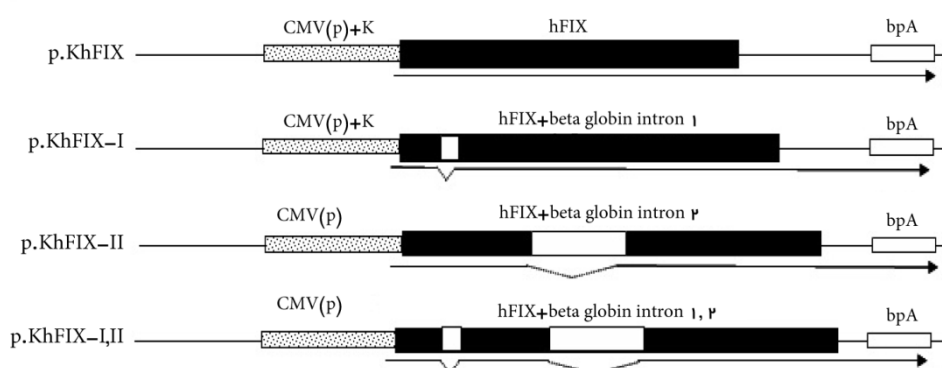 CMV(p)+K hFIX bpA
p.KhFIX
CMV(p)+K hFIX+beta globin intron ۱ bpA
p.KhFIX-I
CMV(p) hFIX+beta globin intron ۲ bpA
p.KhFIX-II
CMV(p) hFIX+beta globin intron ۱, ۲ bpA
p.KhFIX-I,II